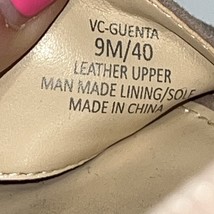 VC-GUENTA
9M/40
LEATHER UPPER
MAN MADE LINING/SOLE
MADE IN CHINA